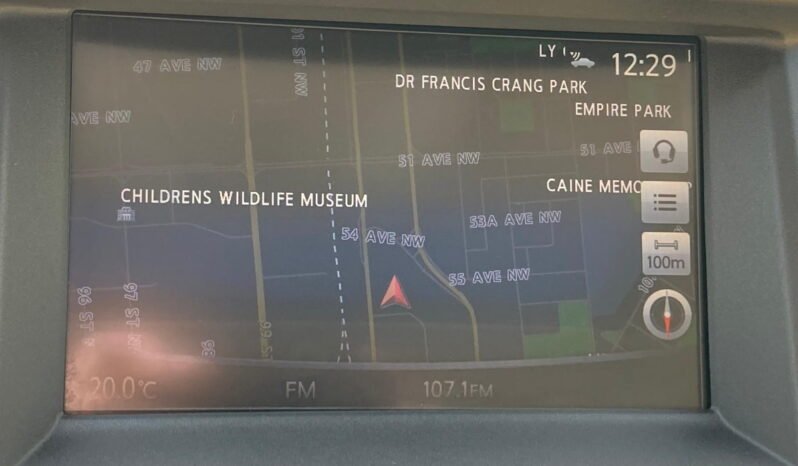 LY
12:29
47 AVE NW
DR FRANCIS CRANG PARK
EMPIRE PARK
AVE NW
51 AVE NW
51 AVE
CHILDRENS WILDLIFE MUSEUM
CAINE MEMO
53A AVE NW
54 AVE NW
55 AVE NW
100m
96 ST N
97 ST NW
98
99
20.0°C
FM
107.1FM